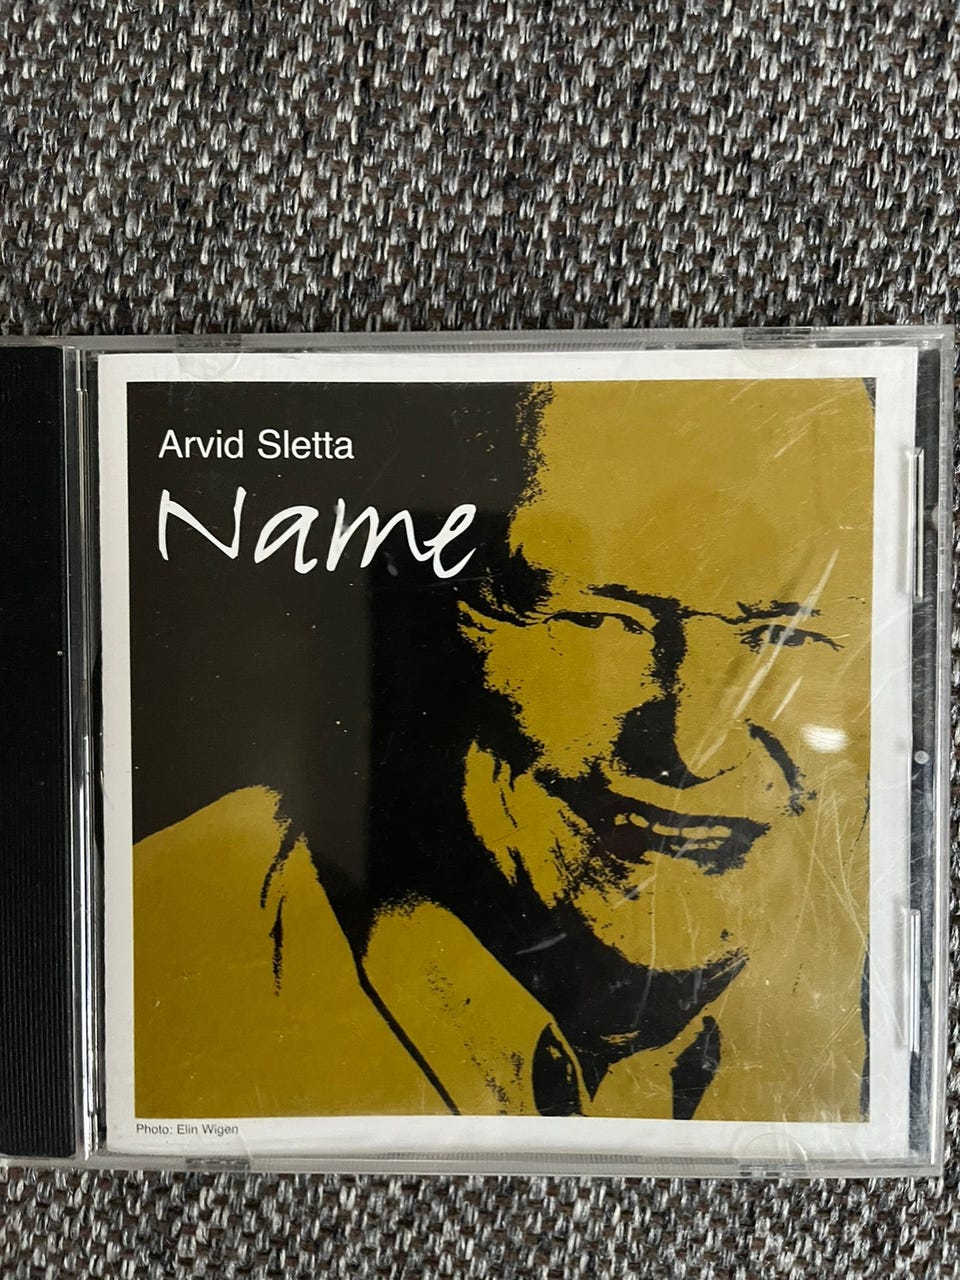 Arvid Sletta
Name
Photo: Elin Wigen